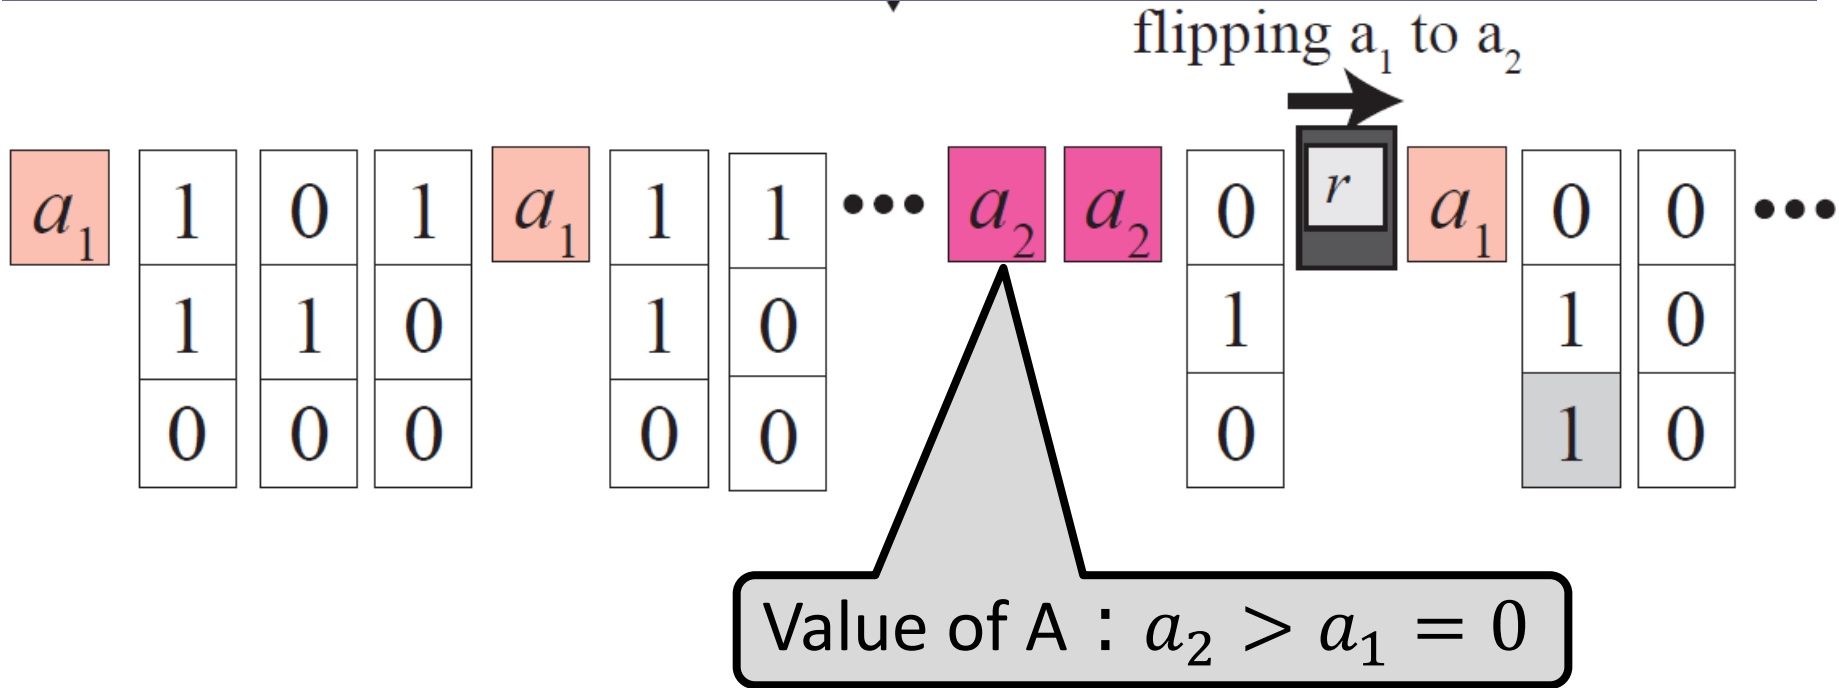 flipping a₁ to a₂
a₁ 1 0 1 a₁ 1 1 ••• a₂ a₂ 0 r a₁ 0 0 •••
1 1 0 1 0 1 1 0
0 0 0 0 0 0 1 0
Value of A : a₂ > a₁ = 0